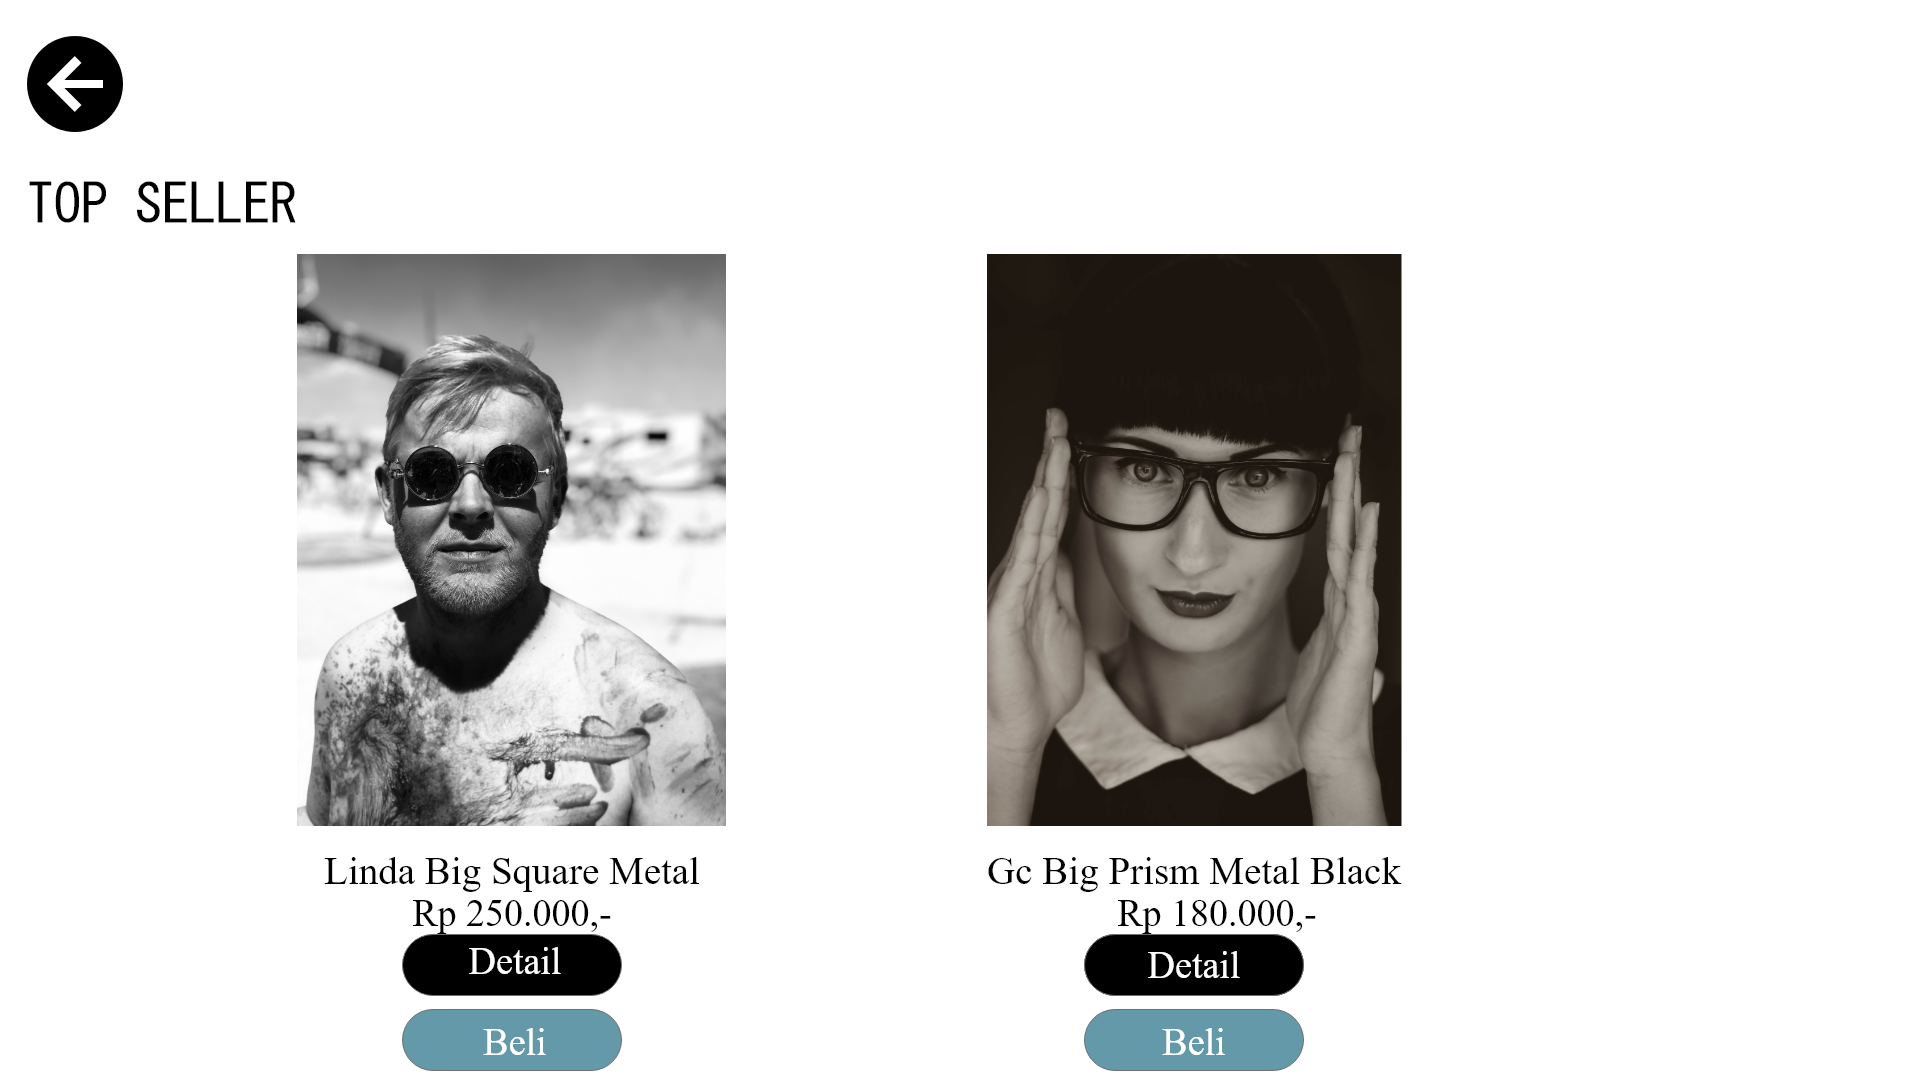 TOP SELLER
Linda Big Square Metal
Rp 250.000,-
Detail
Beli
Gc Big Prism Metal Black
Rp 180.000,-
Detail
Beli